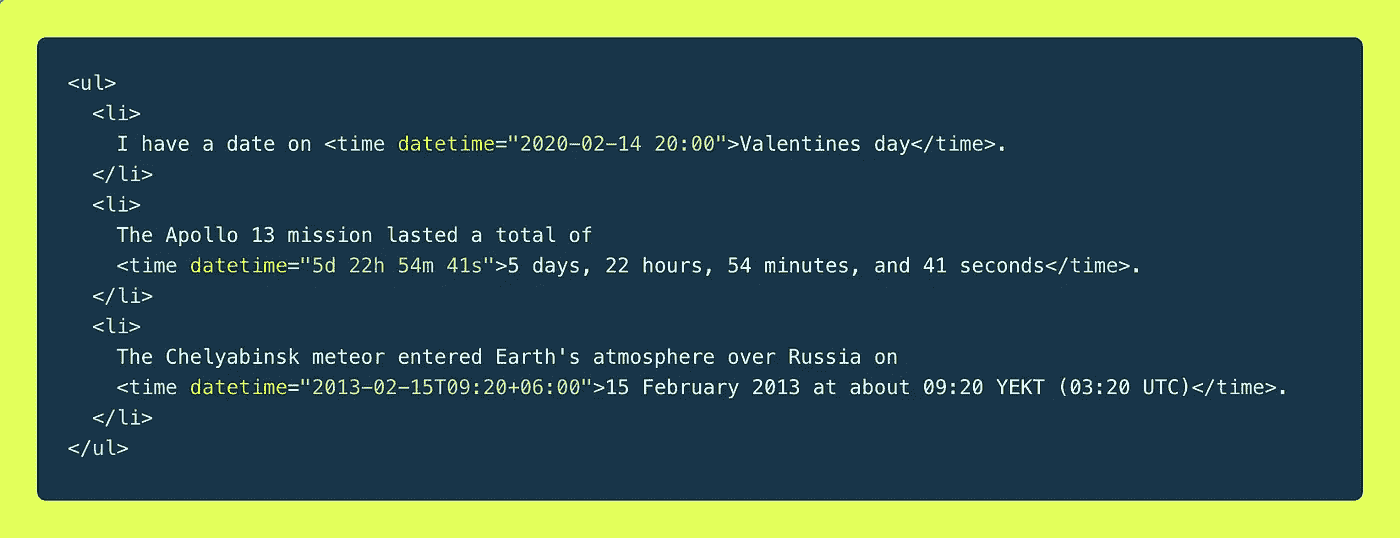 <ul>
  <li>
    I have a date on <time datetime="2020-02-14 20:00">Valentines day</time>.
  </li>
  <li>
    The Apollo 13 mission lasted a total of
    <time datetime="5d 22h 54m 41s">5 days, 22 hours, 54 minutes, and 41 seconds</time>.
  </li>
  <li>
    The Chelyabinsk meteor entered Earth's atmosphere over Russia on
    <time datetime="2013-02-15T09:20+06:00">15 February 2013 at about 09:20 YEKT (03:20 UTC)</time>.
  </li>
</ul>